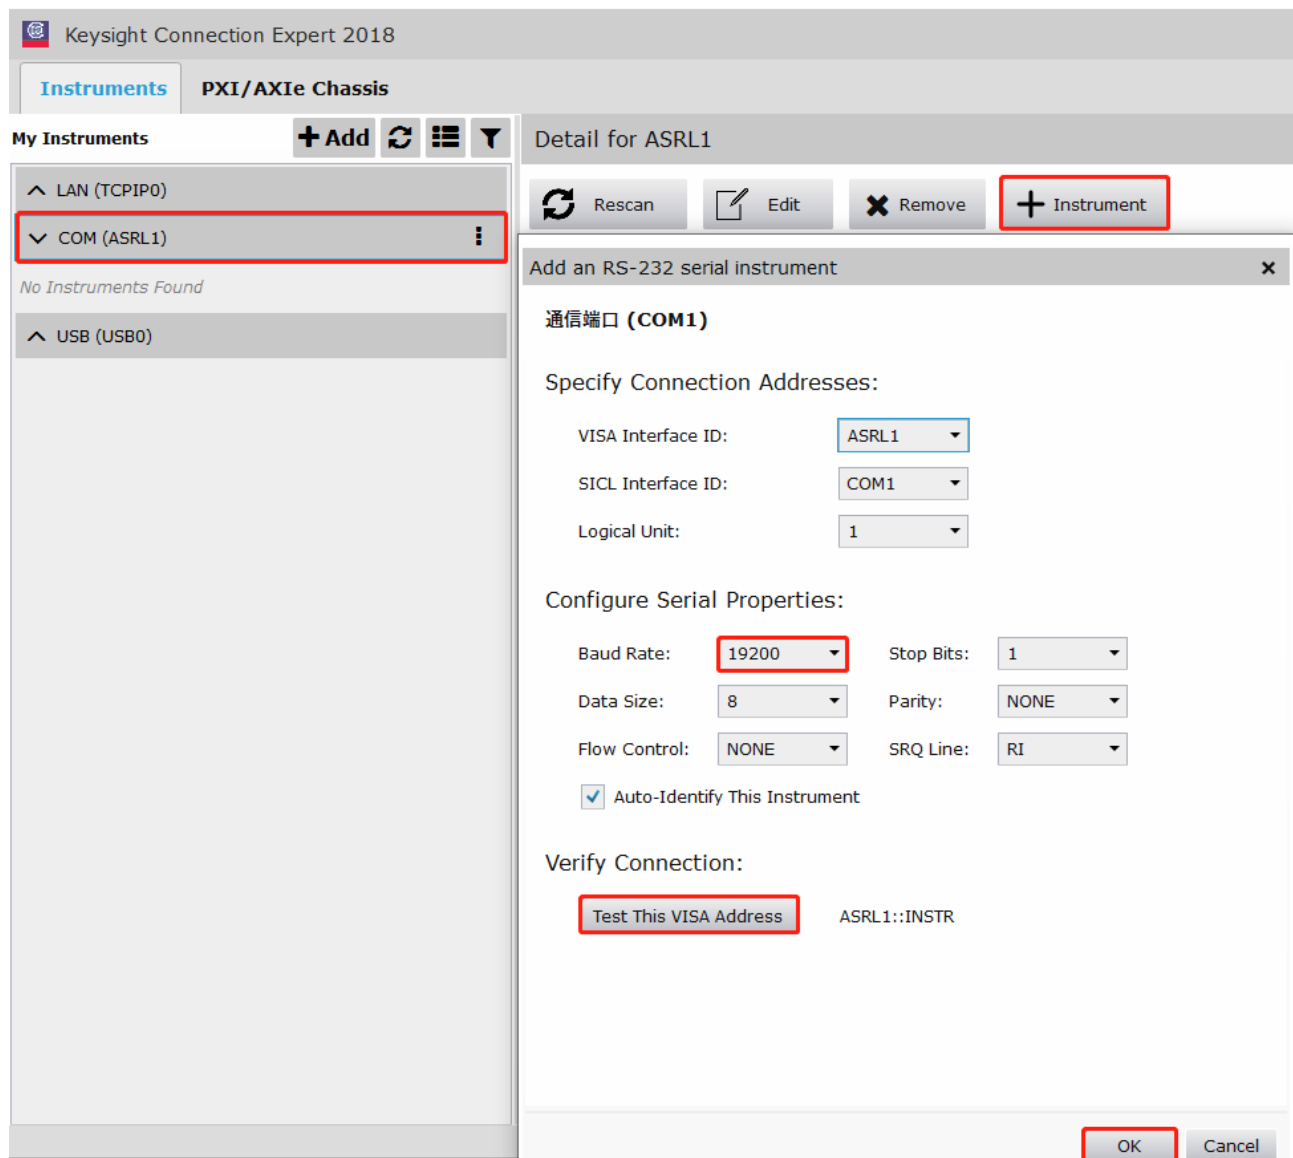 Keysight Connection Expert 2018
Instruments PXI/AXIe Chassis
My Instruments Add
Detail for ASRL1
LAN (TCPIP0)
Rescan Edit Remove Instrument
COM (ASRL1)
No Instruments Found
USB (USB0)
Add an RS-232 serial instrument
通信端口 (COM1)
Specify Connection Addresses:
VISA Interface ID: ASRL1
SICL Interface ID: COM1
Logical Unit: 1
Configure Serial Properties:
Baud Rate: 19200 Stop Bits: 1
Data Size: 8 Parity: NONE
Flow Control: NONE SRQ Line: RI
Auto-Identify This Instrument
Verify Connection:
Test This VISA Address ASRL1::INSTR
OK Cancel